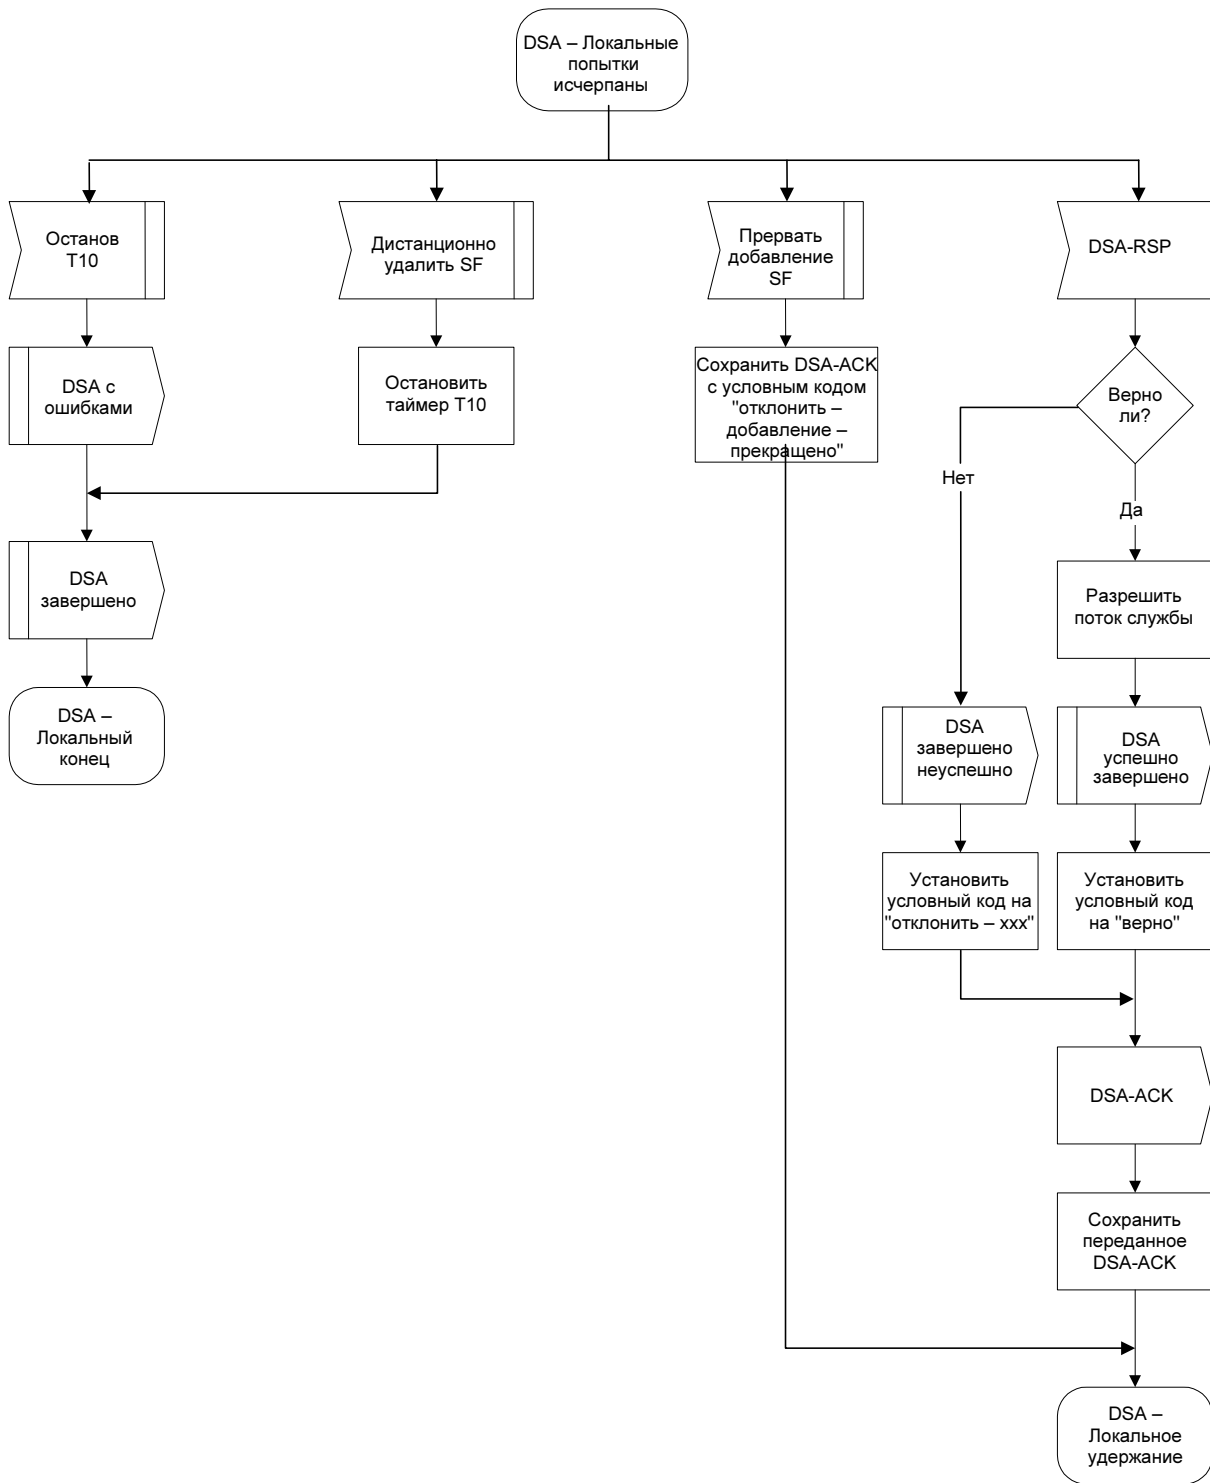 DSA – Локальные
попытки
исчерпаны
Останов
T10
Дистанционно
удалить SF
Прервать
добавление
SF
DSA-RSP
DSA с
ошибками
Остановить
таймер T10
Сохранить DSA-ACK
с условным кодом
"отклонить –
добавление –
прекращено"
Верно
ли?
Нет
Да
DSA
завершено
Разрешить
поток службы
DSA –
Локальный
конец
DSA
завершено
неуспешно
DSA
успешно
завершено
Установить
условный код на
"отклонить – xxx"
Установить
условный код
на "верно"
DSA-ACK
Сохранить
переданное
DSA-ACK
DSA –
Локальное
удержание